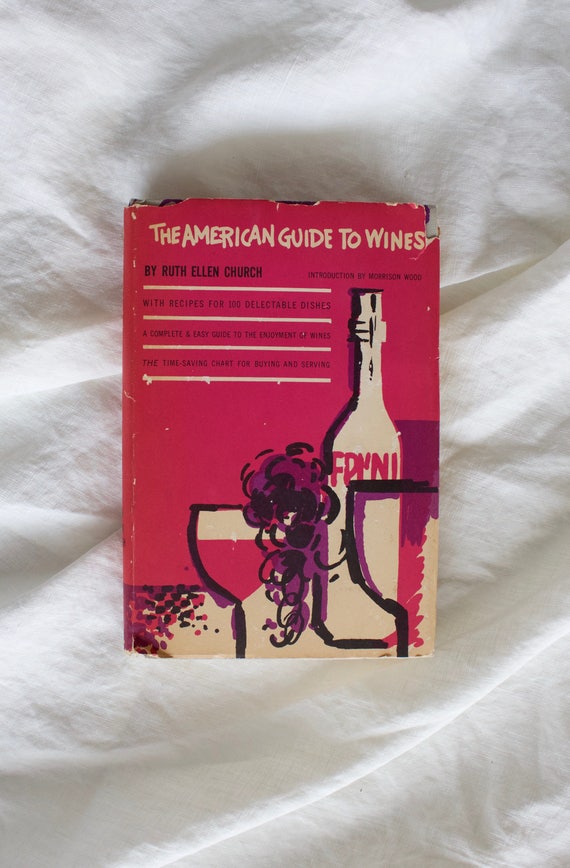 THE AMERICAN GUIDE TO WINES
BY RUTH ELLEN CHURCH
INTRODUCTION BY MORRISON WOOD
WITH RECIPES FOR 100 DELECTABLE DISHES
A COMPLETE & EASY GUIDE TO THE ENJOYMENT OF WINES
THE TIME-SAVING CHART FOR BUYING AND SERVING